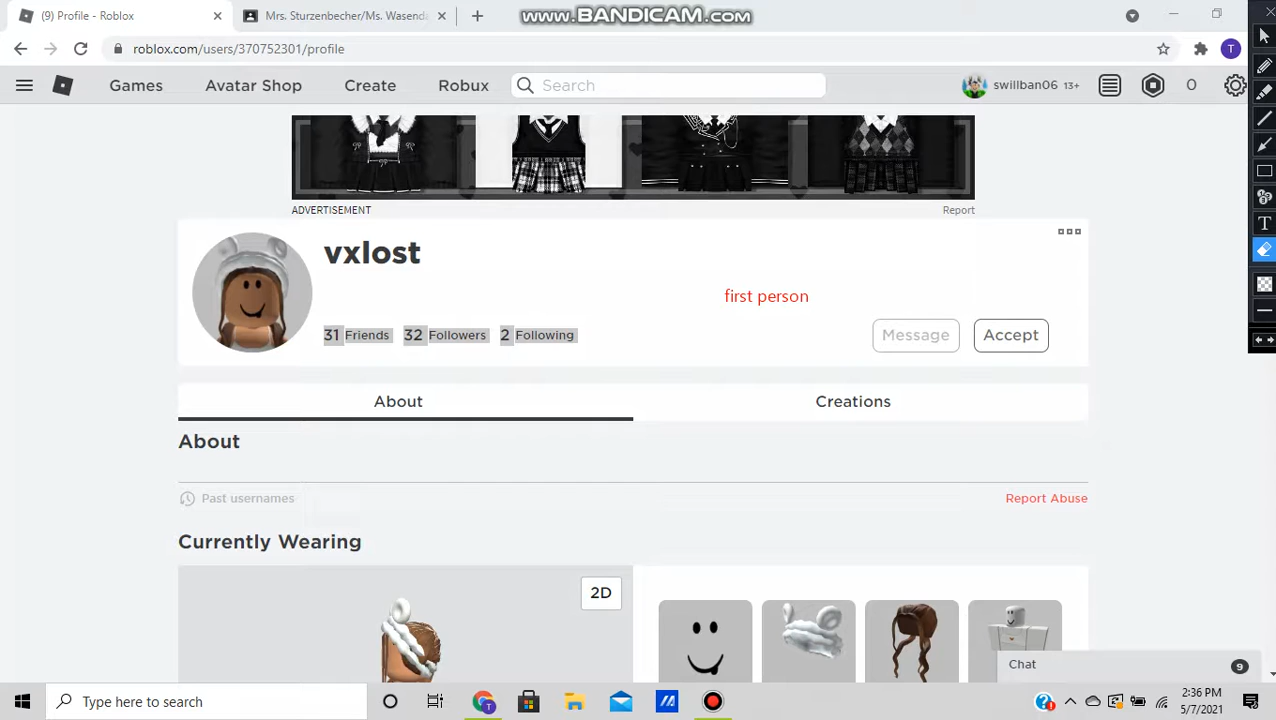 (9) Profile - Roblox
Mrs. Sturzenbecher/Ms. Wasend
www.BANDICAM.com
roblox.com/users/370752301/profile
T
Games
Avatar Shop
Create
Robux
Search
swillban06 13+
0
ADVERTISEMENT
Report
vxlost
first person
31 Friends 32 Followers 2 Following
Message
Accept
About
Creations
About
Past usernames
Report Abuse
Currently Wearing
2D
Chat
9
Type here to search
2:36 PM
5/7/2021